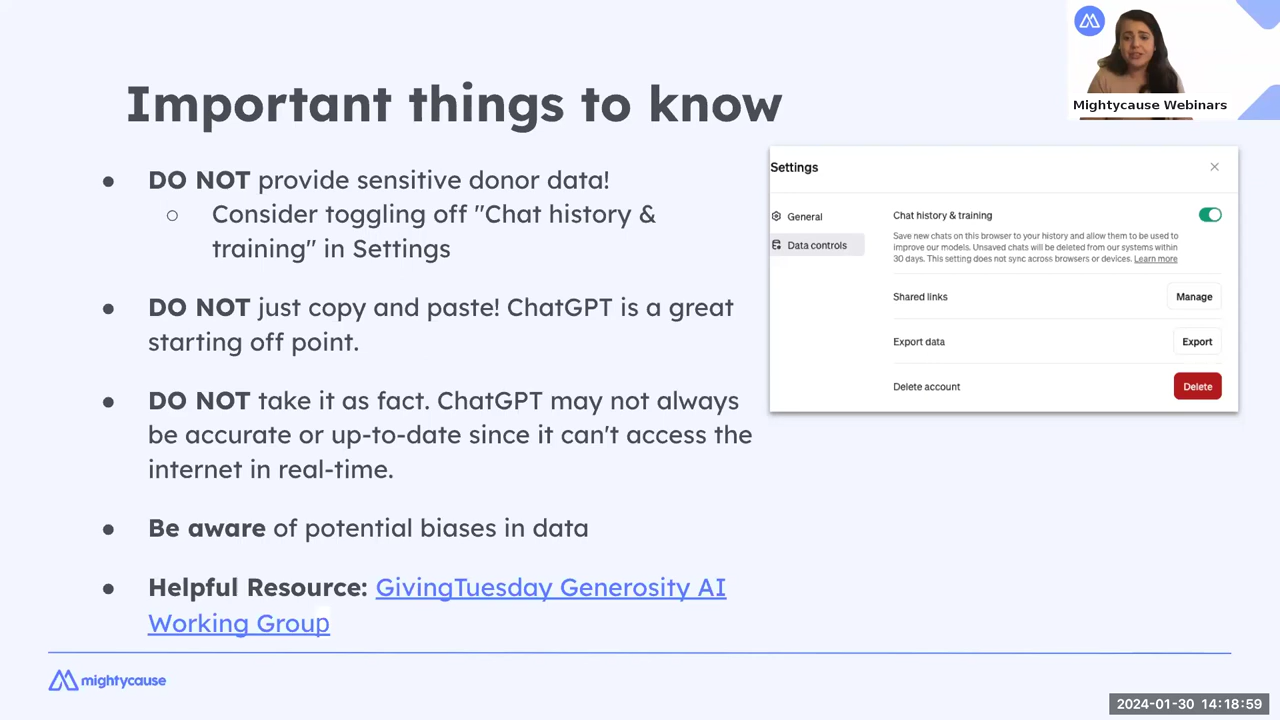 Important things to know
Mightycause Webinars
● DO NOT provide sensitive donor data!
○ Consider toggling off "Chat history &
training" in Settings
● DO NOT just copy and paste! ChatGPT is a great
starting off point.
● DO NOT take it as fact. ChatGPT may not always
be accurate or up-to-date since it can't access the
internet in real-time.
● Be aware of potential biases in data
● Helpful Resource: GivingTuesday Generosity AI
Working Group
Settings
General
Data controls
Chat history & training
Save new chats on this browser to your history and allow them to be used to
improve our models. Unsaved chats will be deleted from our systems within
30 days. This setting does not sync across browsers or devices. Learn more
Shared links
Manage
Export data
Export
Delete account
Delete
mightycause
2024-01-30 14:18:59